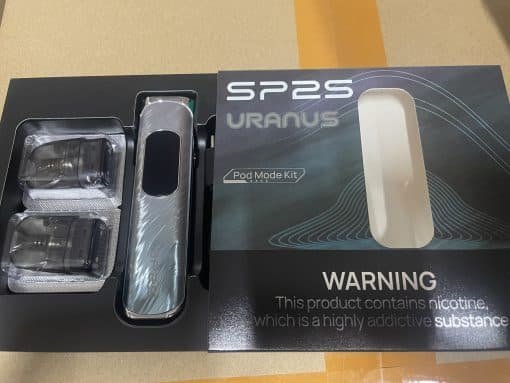 SP2S
URANUS
Pod Mode Kit
WARNING
This product contains nicotine,
which is a highly addictive substance